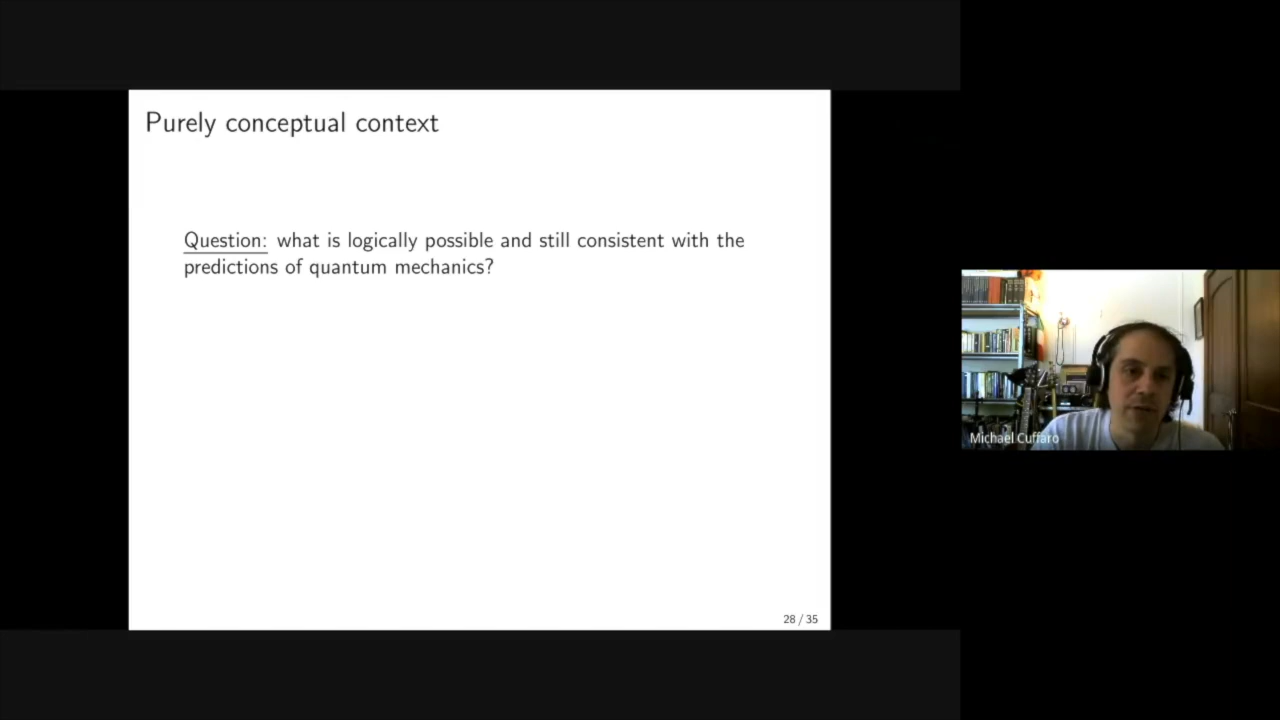 Purely conceptual context
Question: what is logically possible and still consistent with the
predictions of quantum mechanics?
28 / 35
Michael Cuffaro